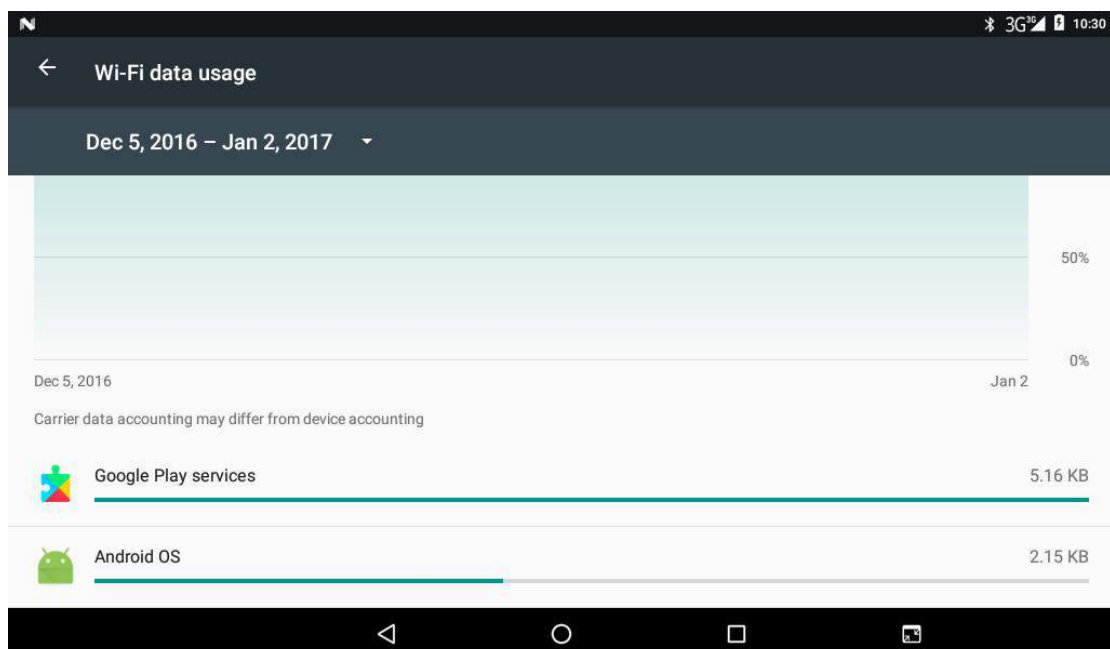 3G 3G 10:30
Wi-Fi data usage
Dec 5, 2016 – Jan 2, 2017
50%
0%
Dec 5, 2016 Jan 2
Carrier data accounting may differ from device accounting
Google Play services 5.16 KB
Android OS 2.15 KB